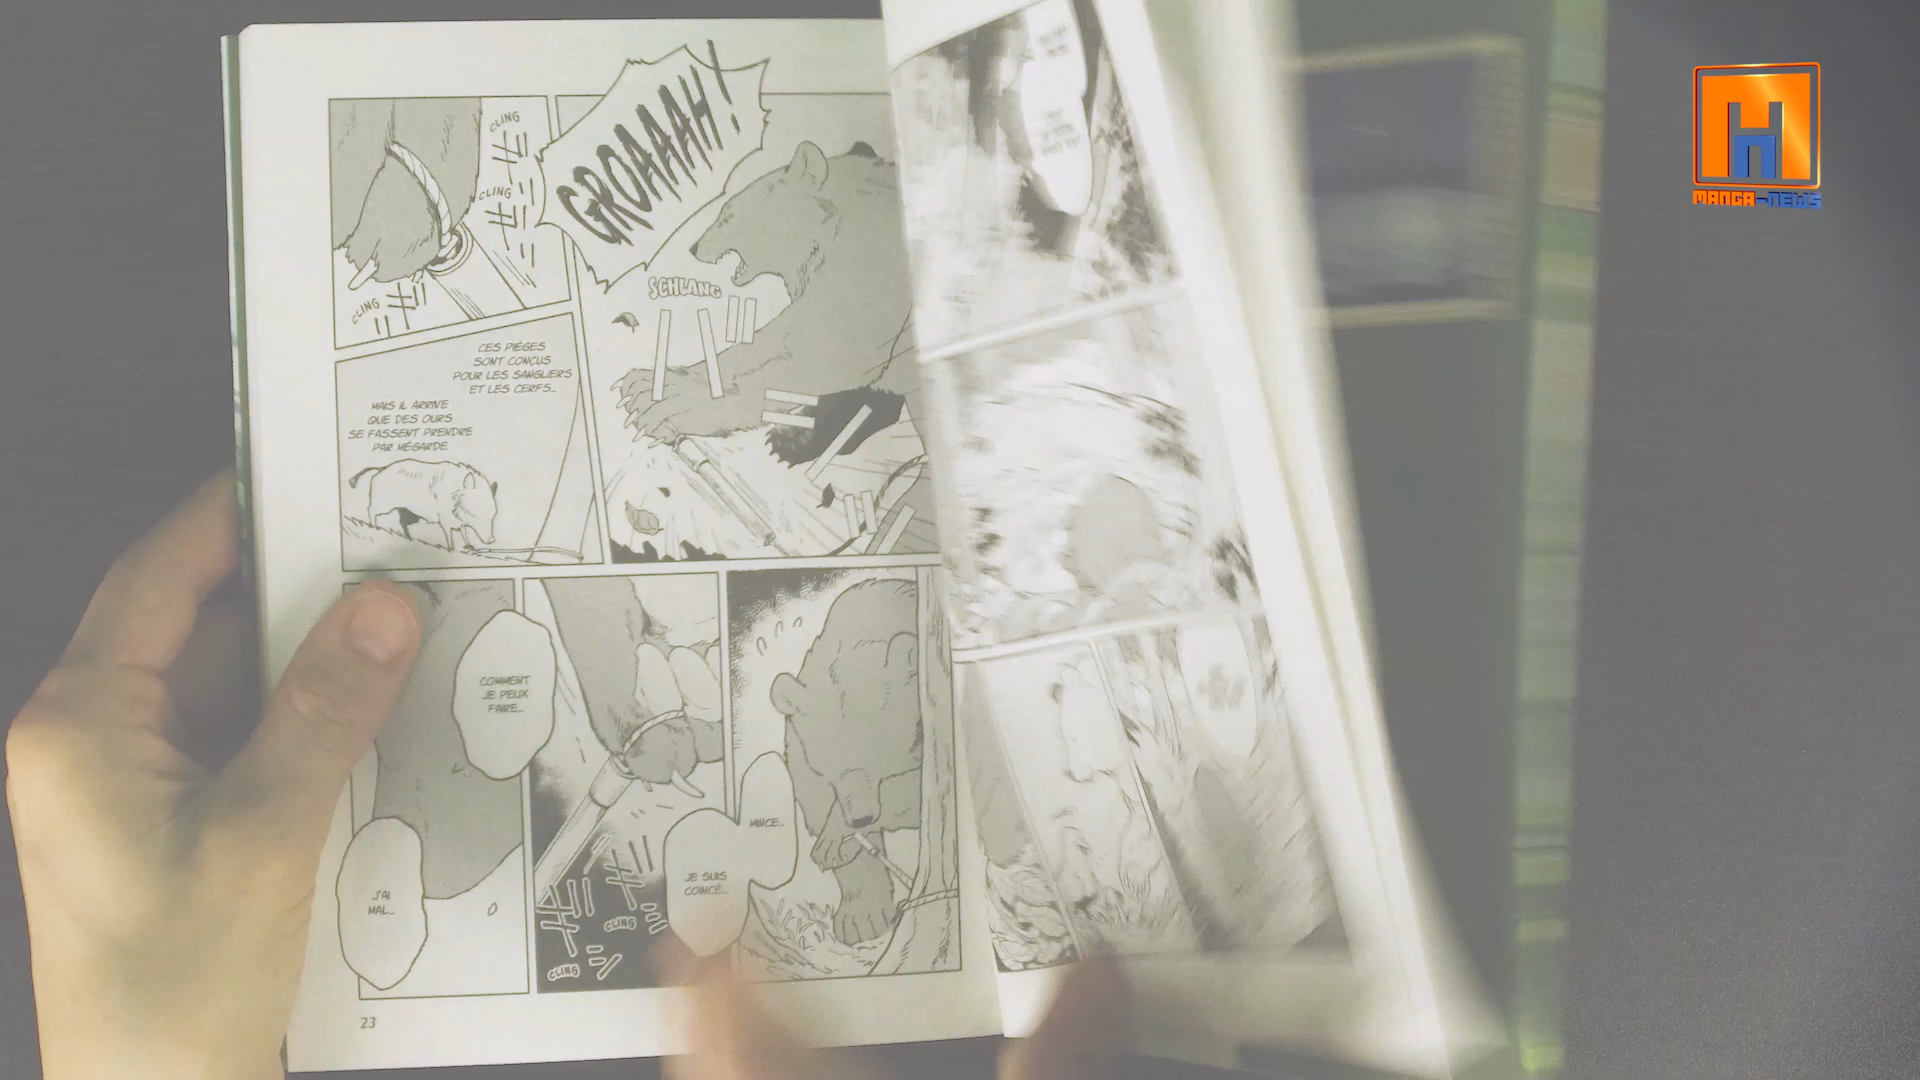 GROAAAH!
CLING
CLING
CLING
SCHLANG
CES PIÈGES
SONT CONÇUS
POUR LES SANGLIERS
ET LES CERFS...
MAIS IL ARRIVE
QUE DES OURS
SE FASSENT PRENDRE
PAR MÉGARDE.
COMMENT
JE PEUX
FAIRE...
J'AI
MAL...
MINCE...
JE SUIS
COINCÉ...
CLING
CLING
23
MANGA-NEWS